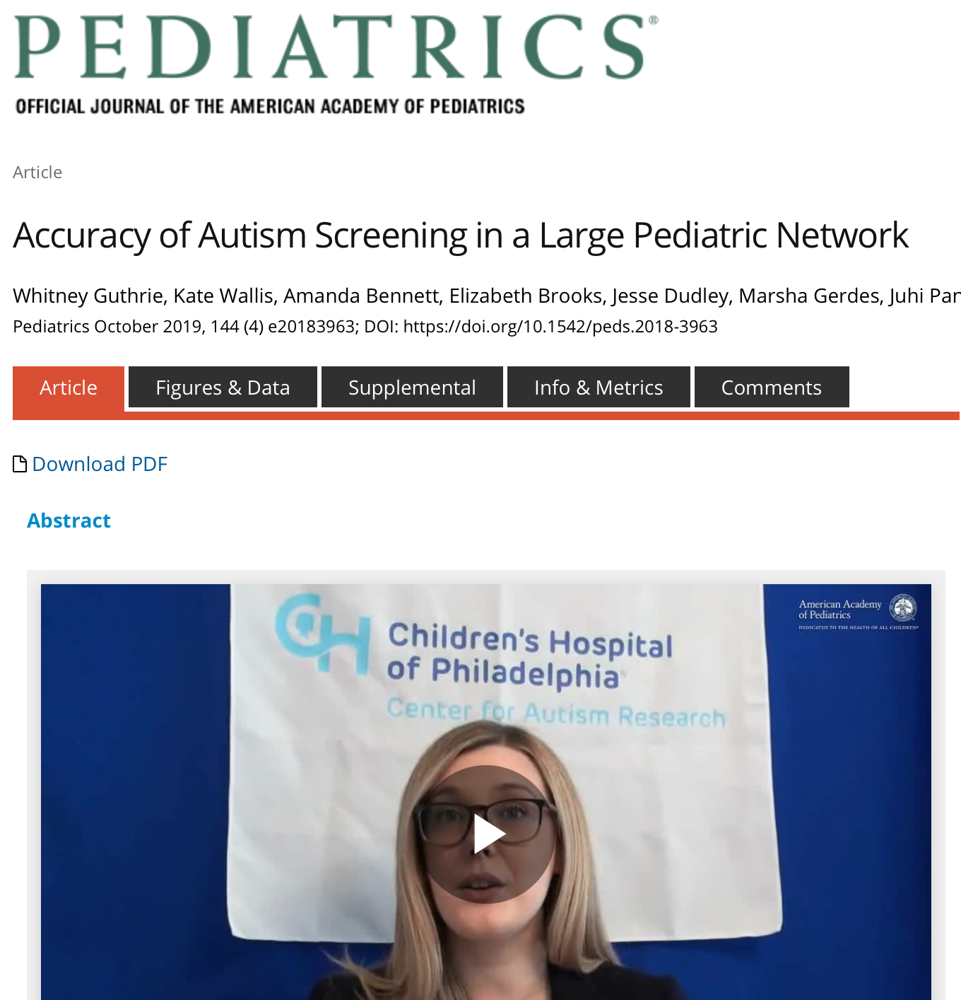 PEDIATRICS®
OFFICIAL JOURNAL OF THE AMERICAN ACADEMY OF PEDIATRICS
Article
Accuracy of Autism Screening in a Large Pediatric Network
Whitney Guthrie, Kate Wallis, Amanda Bennett, Elizabeth Brooks, Jesse Dudley, Marsha Gerdes, Juhi Pan
Pediatrics October 2019, 144 (4) e20183963; DOI: https://doi.org/10.1542/peds.2018-3963
Article Figures & Data Supplemental Info & Metrics Comments
Download PDF
Abstract
American Academy
of Pediatrics
DEDICATED TO THE HEALTH OF ALL CHILDREN®
CH
Children's Hospital
of Philadelphia®
Center for Autism Research